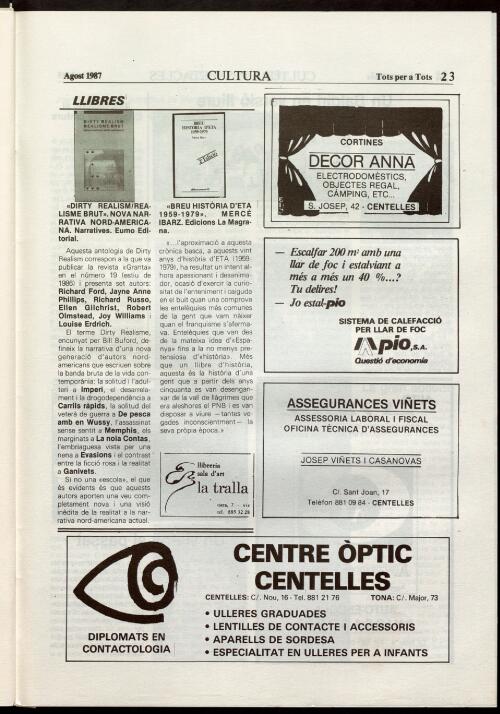 Agost 1987
CULTURA
Tots per a Tots 23
LLIBRES
DIRTY REALISM
REALISME BRUT
BREU
HISTÒRIA D'ETA
1959-1979
«DIRTY REALISM/REA-
LISME BRUT». NOVA NAR-
RATIVA NORD-AMERICA-
NA. Narratives. Eumo Edi-
torial.
Aquesta antologia de Dirty
Realism correspon a la que va
publicar la revista «Granta»
en el número 19 (estiu de
1986) i presenta set autors:
Richard Ford, Jayne Anne
Phillips, Richard Russo,
Ellen Gilchrist, Robert
Olmstead, Joy Williams i
Louise Erdrich.
El terme Dirty Realisme,
encunyat per Bill Buford, de-
fineix la narrativa d'una nova
generació d'autors nord-
americans que escriuen sobre
la banda bruta de la vida con-
temporània: la solitud i l'adul-
teri a Imperi, el desarrela-
ment i la drogodependència a
Carrils ràpids, la solitud del
veterà de guerra a De pesca
amb en Wussy, l'assassinat
sense sentit a Memphis, els
marginats a La noia Contas,
l'embriaguesa vista per una
nena a Evasions i el contrast
entre la ficció rosa i la realitat
a Ganivets.
Si no una «escola», el que
és evidents és que aquests
autors aporten una veu com-
pletament nova i una visió
inèdita de la realitat a la nar-
rativa nord-americana actual.
«BREU HISTÒRIA D'ETA
1959-1979», MERCÈ
IBARZ. Edicions La Magra-
na.
«...l'aproximació a aquesta
crònica basca, a aquests vint
anys d'història d'ETA (1959-
1979), ha resultat un intent al-
hora apassionant i desanima-
dor, ocasió d'exercir la curio-
sitat de l'enteniment i caiguda
en el buit quan una comprova
les entelèquies més comunes
de la gent que vam nàixer
quan el franquisme s'aferma-
va. Entelèquies que van des
de la mateixa idea d'«Espa-
nya» fins a la no menys pre-
tensiosa d'«història». Més
que un llibre d'història,
aquesta és la història d'una
gent que a partir dels anys
cinquanta es van desengan-
xar de la vall de llàgrimes que
era aleshores el PNB i es van
disposar a viure —tantes ve-
gades inconscientment— la
seva pròpia època.»
llibreria
sala d'art
la tralla
riera, 7 - vic
tel. 885 32 28
CORTINES
DECOR ANNA
ELECTRODOMÈSTICS,
OBJECTES REGAL,
CÀMPING, ETC...
S. JOSEP, 42 - CENTELLES
— Escalfar 200 m² amb una
llar de foc i estalviant a
més a més un 40 %...?
Tu delires!
— Jo estal-pio
SISTEMA DE CALEFACCIÓ
PER LLAR DE FOC
pio, S.A.
Qüestió d'economia
ASSEGURANCES VIÑETS
ASSESSORIA LABORAL I FISCAL
OFICINA TÈCNICA D'ASSEGURANCES
JOSEP VIÑETS I CASANOVAS
C/. Sant Joan, 17
Telèfon 881 09 84 - CENTELLES
DIPLOMATS EN
CONTACTOLOGIA
CENTRE ÒPTIC
CENTELLES
CENTELLES: C/. Nou, 16 - Tel. 881 21 76 TONA: C/. Major, 73
• ULLERES GRADUADES
• LENTILLES DE CONTACTE I ACCESSORIS
• APARELLS DE SORDESA
• ESPECIALITAT EN ULLERES PER A INFANTS